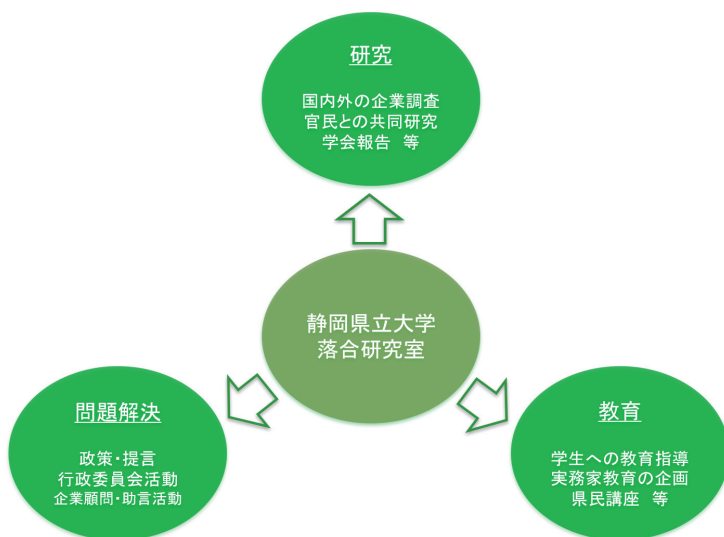 研究
国内外の企業調査
官民との共同研究
学会報告 等
静岡県立大学
落合研究室
問題解決
政策・提言
行政委員会活動
企業顧問・助言活動
教育
学生への教育指導
実務家教育の企画
県民講座 等